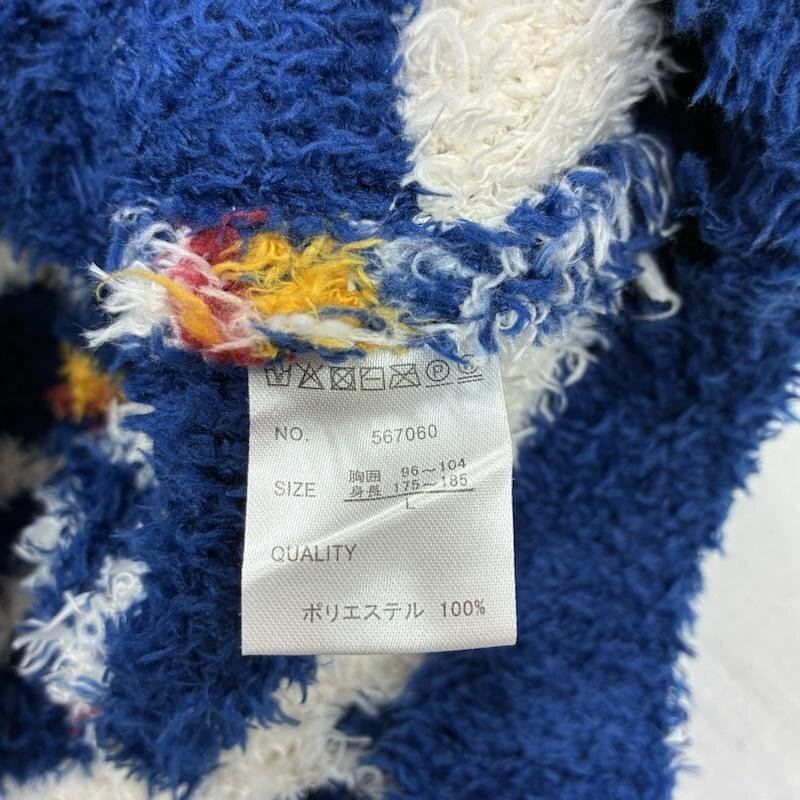 NO. 567060
SIZE 胸囲 96～104
身長 175～185
L
QUALITY
ポリエステル 100%